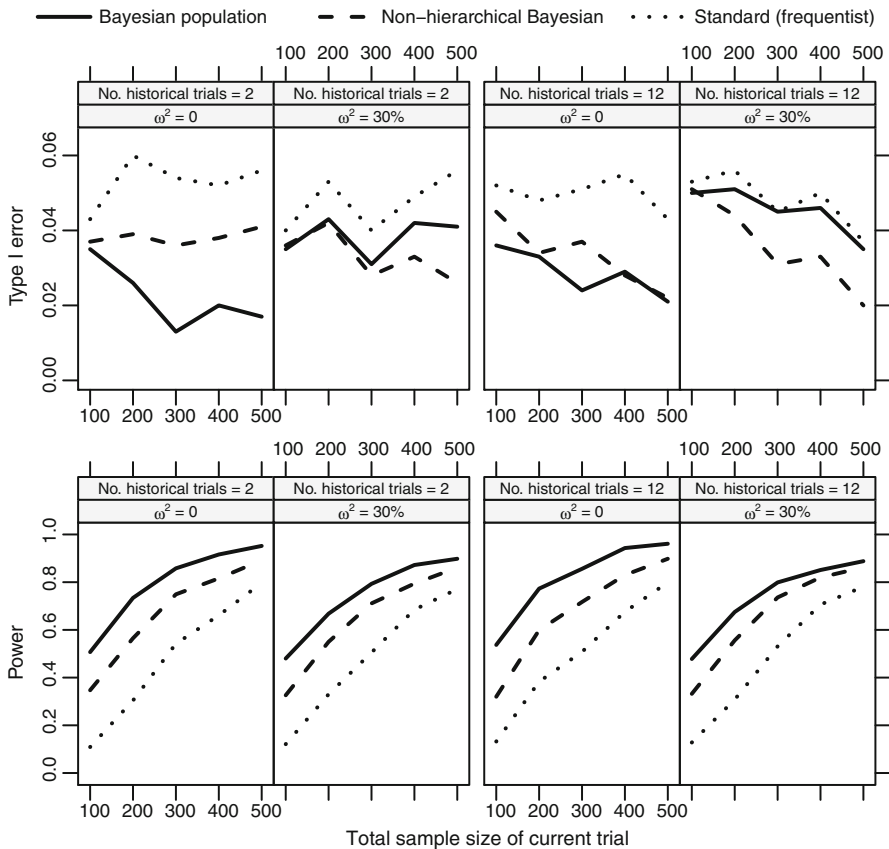 Bayesian population Non−hierarchical Bayesian Standard (frequentist)
100 200 300 400 500 100 200 300 400 500
No. historical trials = 2 No. historical trials = 2 No. historical trials = 12 No. historical trials = 12
ω² = 0 ω² = 30% ω² = 0 ω² = 30%
Type I error
0.06
0.04
0.02
0.00
100 200 300 400 500 100 200 300 400 500
100 200 300 400 500 100 200 300 400 500
No. historical trials = 2 No. historical trials = 2 No. historical trials = 12 No. historical trials = 12
ω² = 0 ω² = 30% ω² = 0 ω² = 30%
Power
1.0
0.8
0.6
0.4
0.2
0.0
100 200 300 400 500 100 200 300 400 500
Total sample size of current trial